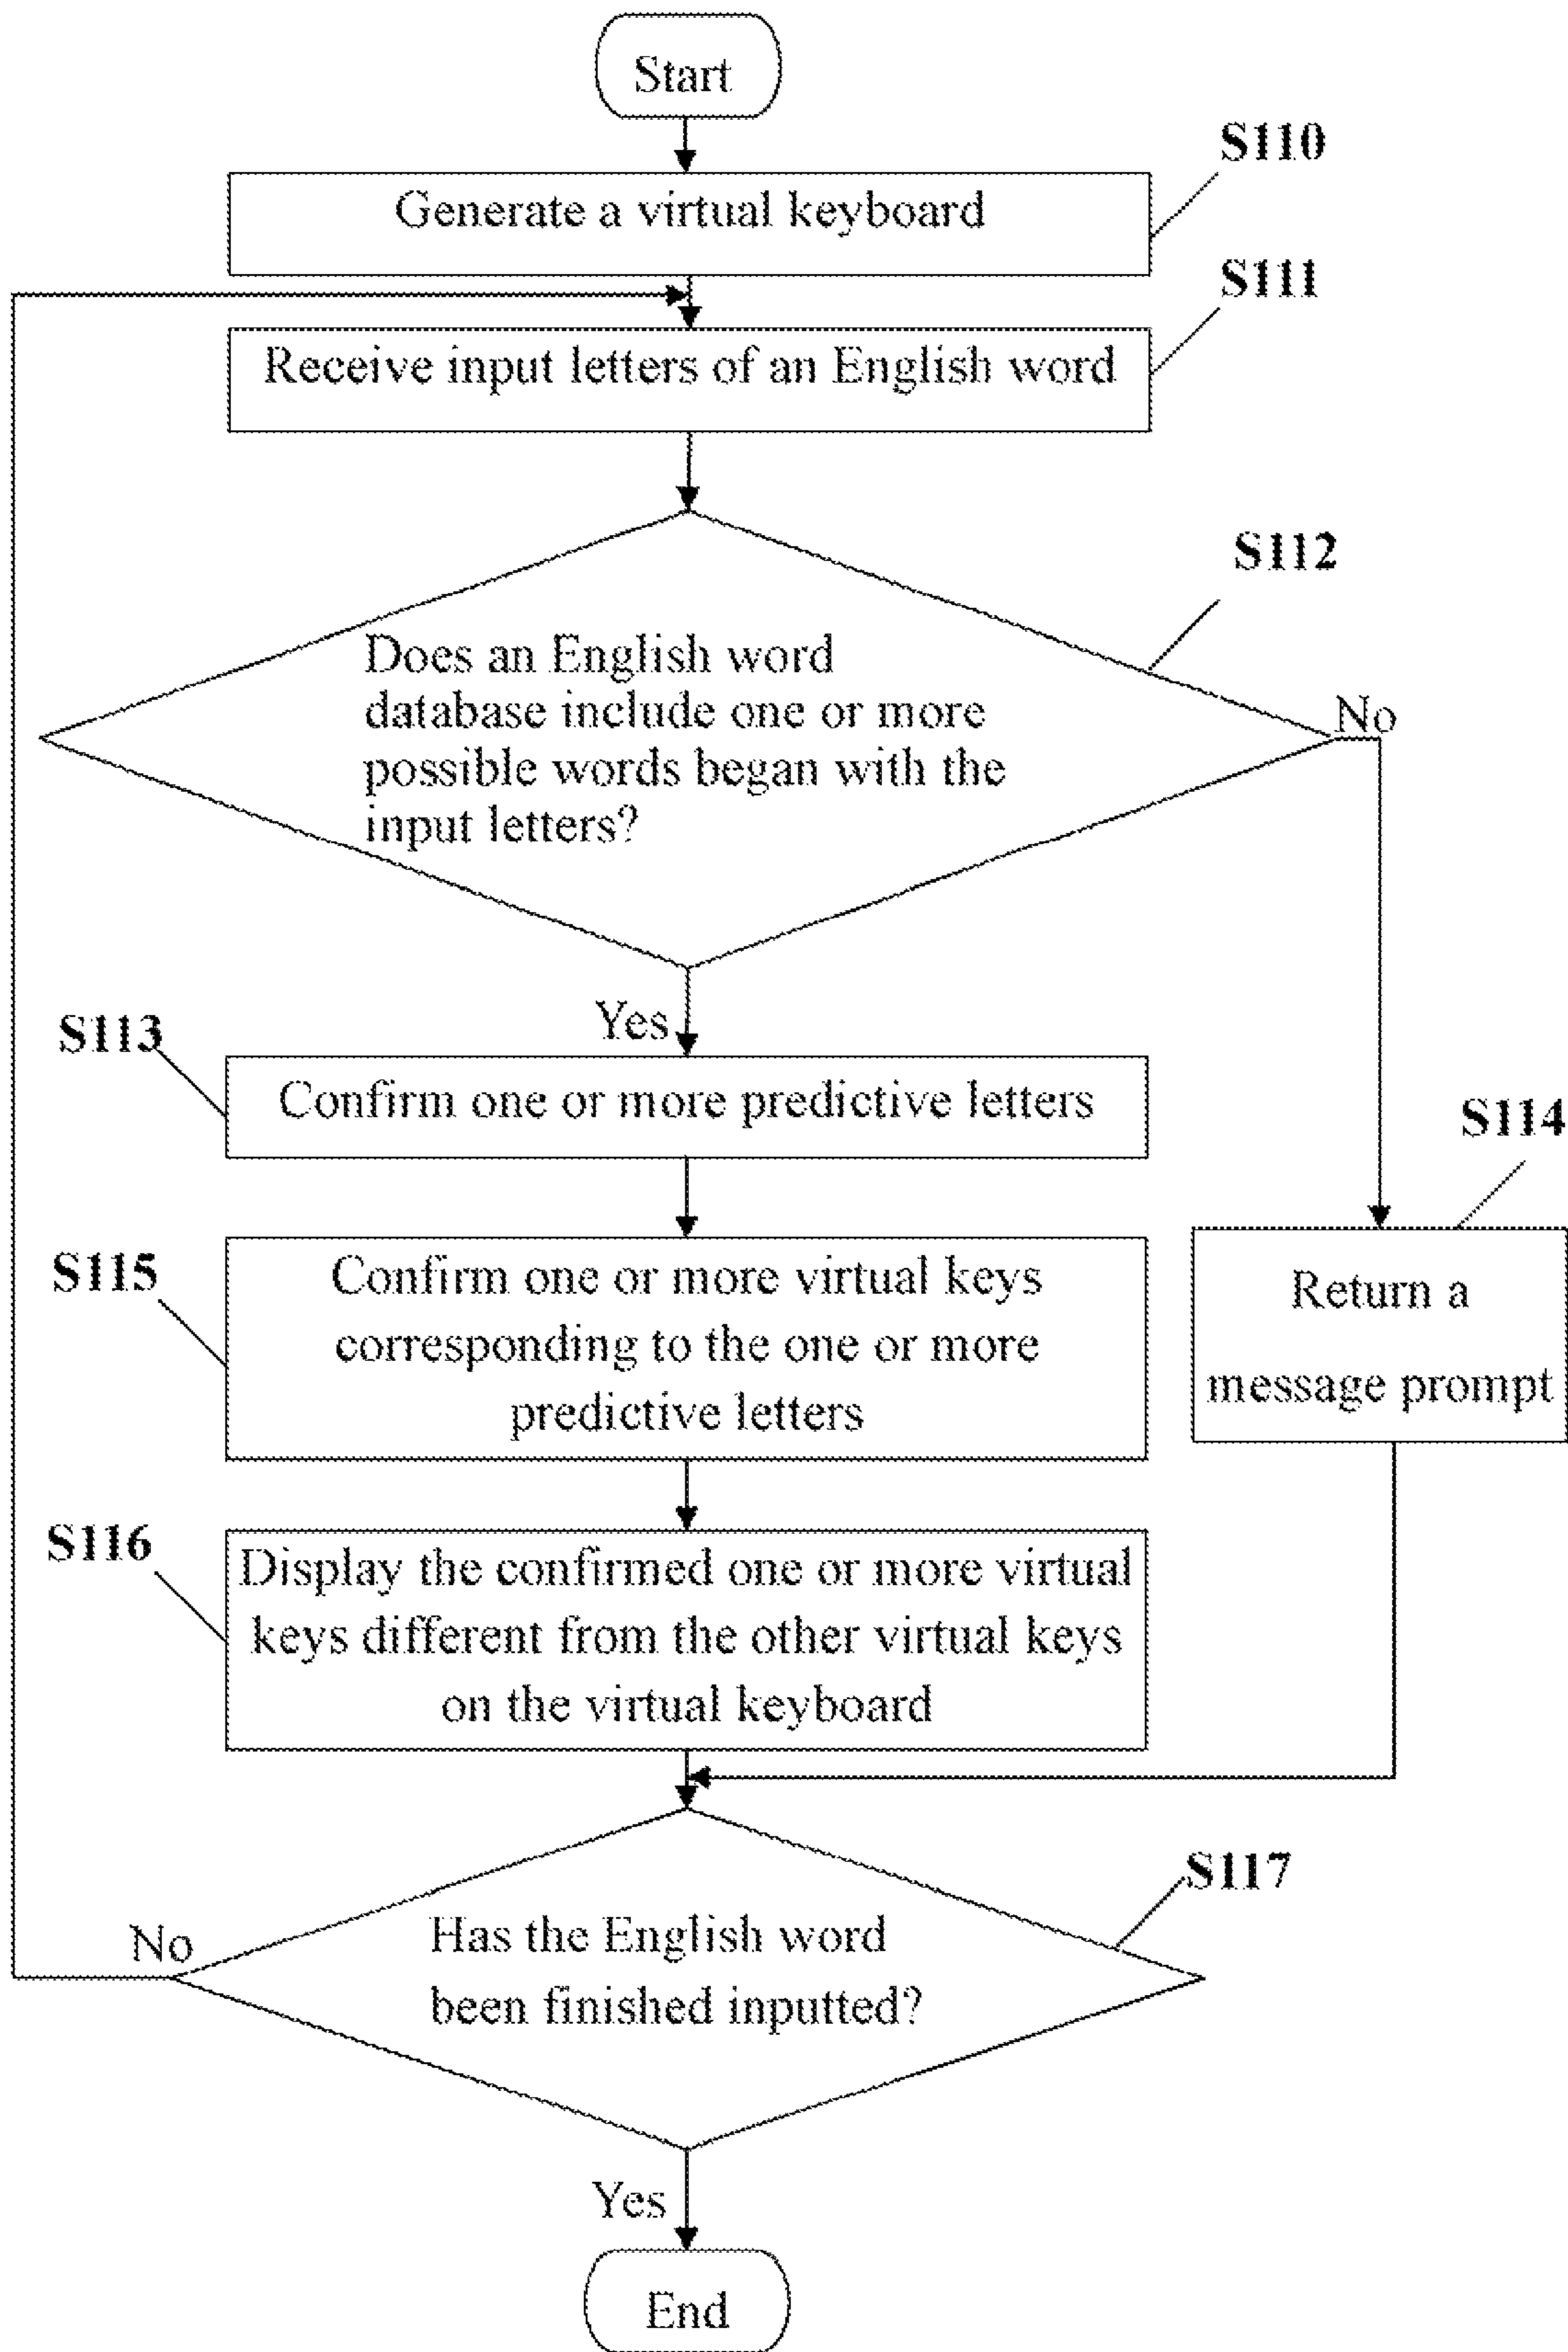 Start
S110
Generate a virtual keyboard
S111
Receive input letters of an English word
S112
Does an English word
database include one or more
possible words began with the
input letters?
No
Yes
S113
Confirm one or more predictive letters
S114
Return a
message prompt
S115
Confirm one or more virtual keys
corresponding to the one or more
predictive letters
S116
Display the confirmed one or more virtual
keys different from the other virtual keys
on the virtual keyboard
S117
Has the English word
been finished inputted?
No
Yes
End